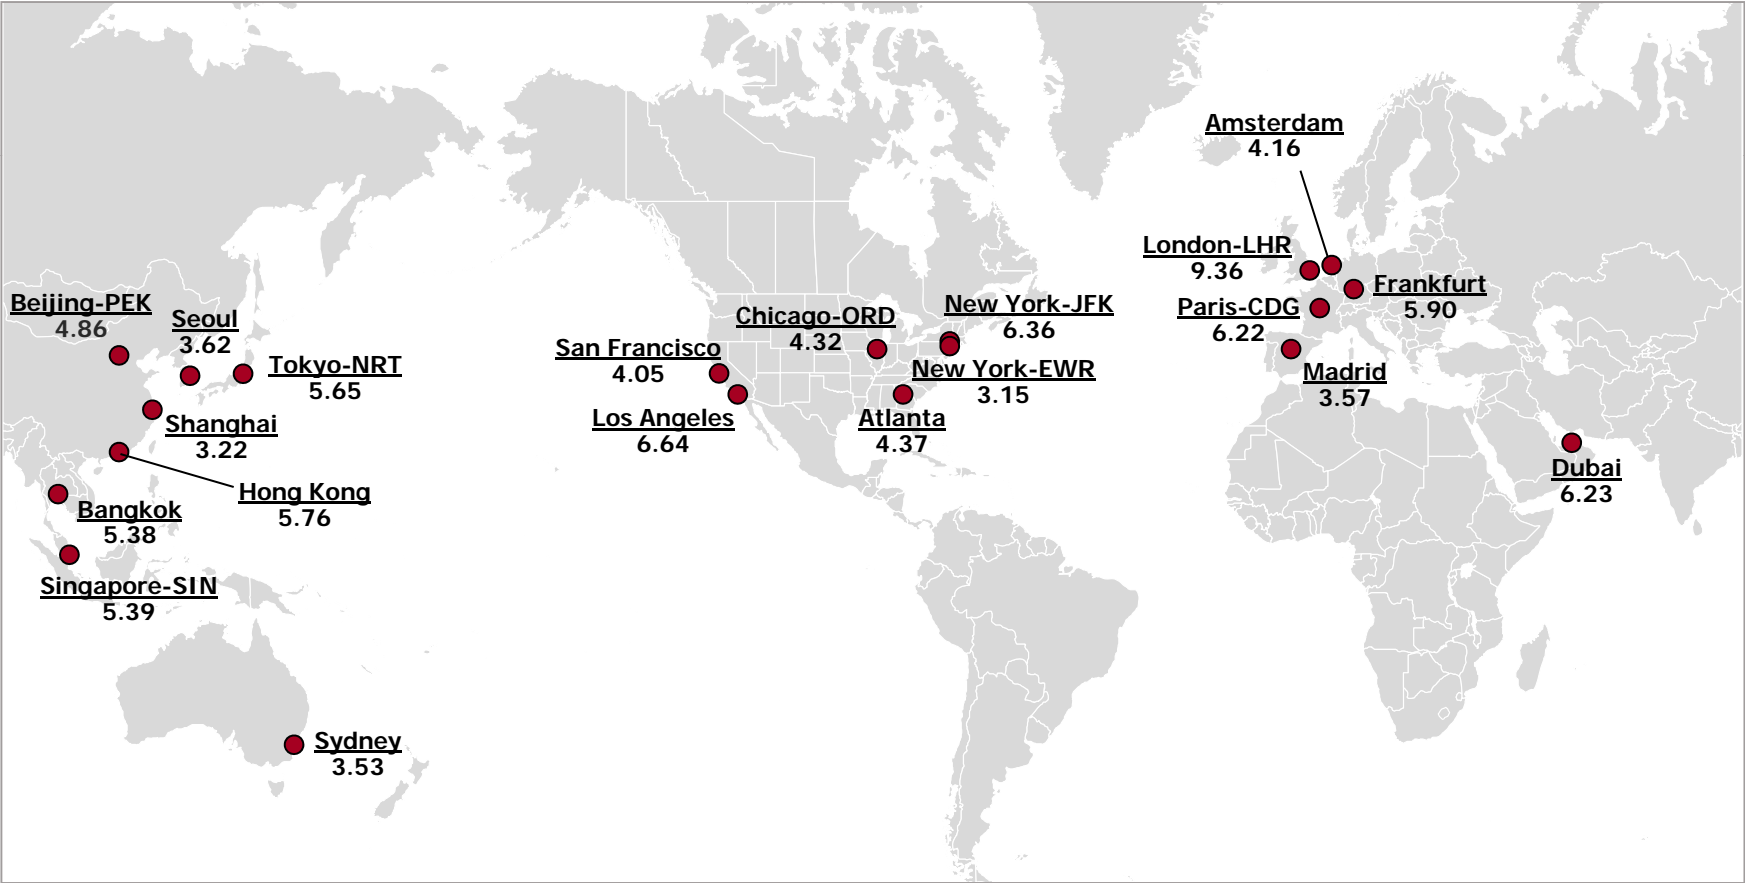 Amsterdam
4.16
London-LHR
9.36
Frankfurt
5.90
Paris-CDG
6.22
Madrid
3.57
Dubai
6.23
Beijing-PEK
4.86
Seoul
3.62
Tokyo-NRT
5.65
Shanghai
3.22
Hong Kong
5.76
Bangkok
5.38
Singapore-SIN
5.39
Sydney
3.53
San Francisco
4.05
Los Angeles
6.64
Chicago-ORD
4.32
New York-JFK
6.36
New York-EWR
3.15
Atlanta
4.37